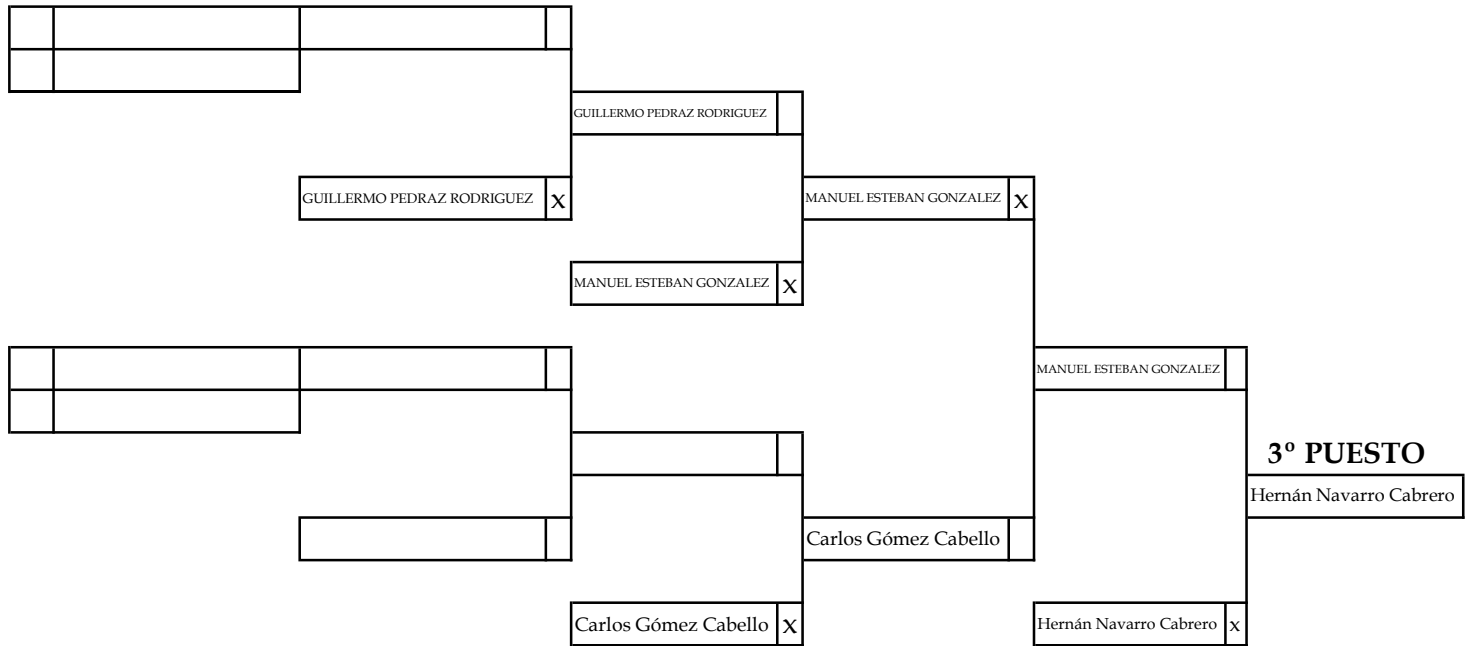 GUILLERMO PEDRAZ RODRIGUEZ
GUILLERMO PEDRAZ RODRIGUEZ X
MANUEL ESTEBAN GONZALEZ X
MANUEL ESTEBAN GONZALEZ X
MANUEL ESTEBAN GONZALEZ
3º PUESTO
Hernán Navarro Cabrero
Carlos Gómez Cabello
Carlos Gómez Cabello X
Hernán Navarro Cabrero x